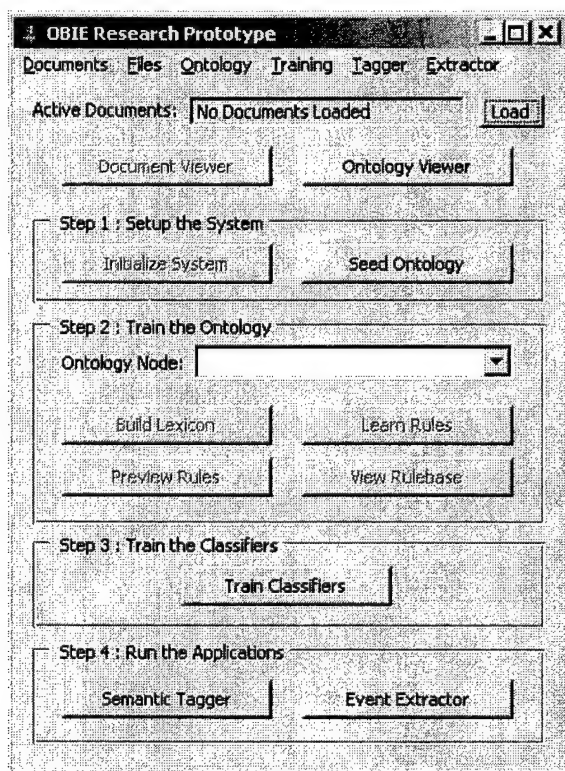 OBIE Research Prototype
Documents Files Ontology Training Tagger Extractor
Active Documents: No Documents Loaded Load
Document Viewer Ontology Viewer
Step 1 : Setup the System
Initialize System Seed Ontology
Step 2 : Train the Ontology
Ontology Node:
Build Lexicon Learn Rules
Preview Rules View Rulebase
Step 3 : Train the Classifiers
Train Classifiers
Step 4 : Run the Applications
Semantic Tagger Event Extractor